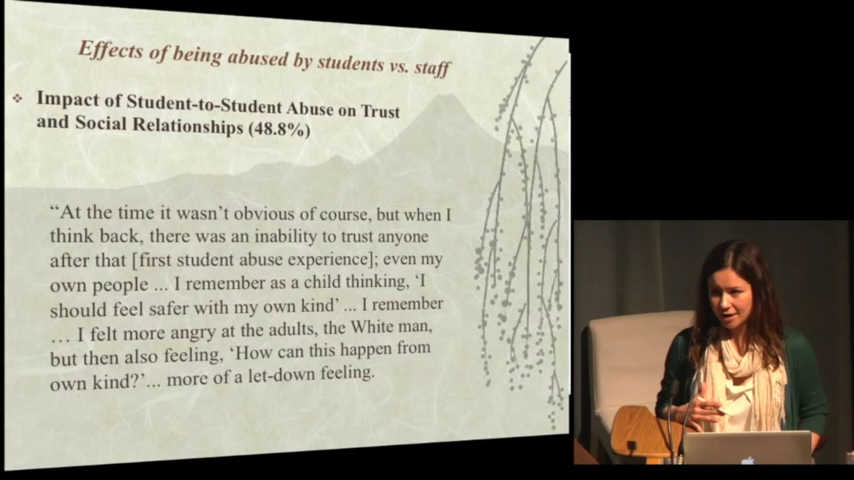 Effects of being abused by students vs. staff
❖ Impact of Student-to-Student Abuse on Trust
and Social Relationships (48.8%)
“At the time it wasn’t obvious of course, but when I
think back, there was an inability to trust anyone
after that [first student abuse experience]; even my
own people ... I remember as a child thinking, ‘I
should feel safer with my own kind’ ... I remember
… I felt more angry at the adults, the White man,
but then also feeling, ‘How can this happen from
own kind?’... more of a let-down feeling.